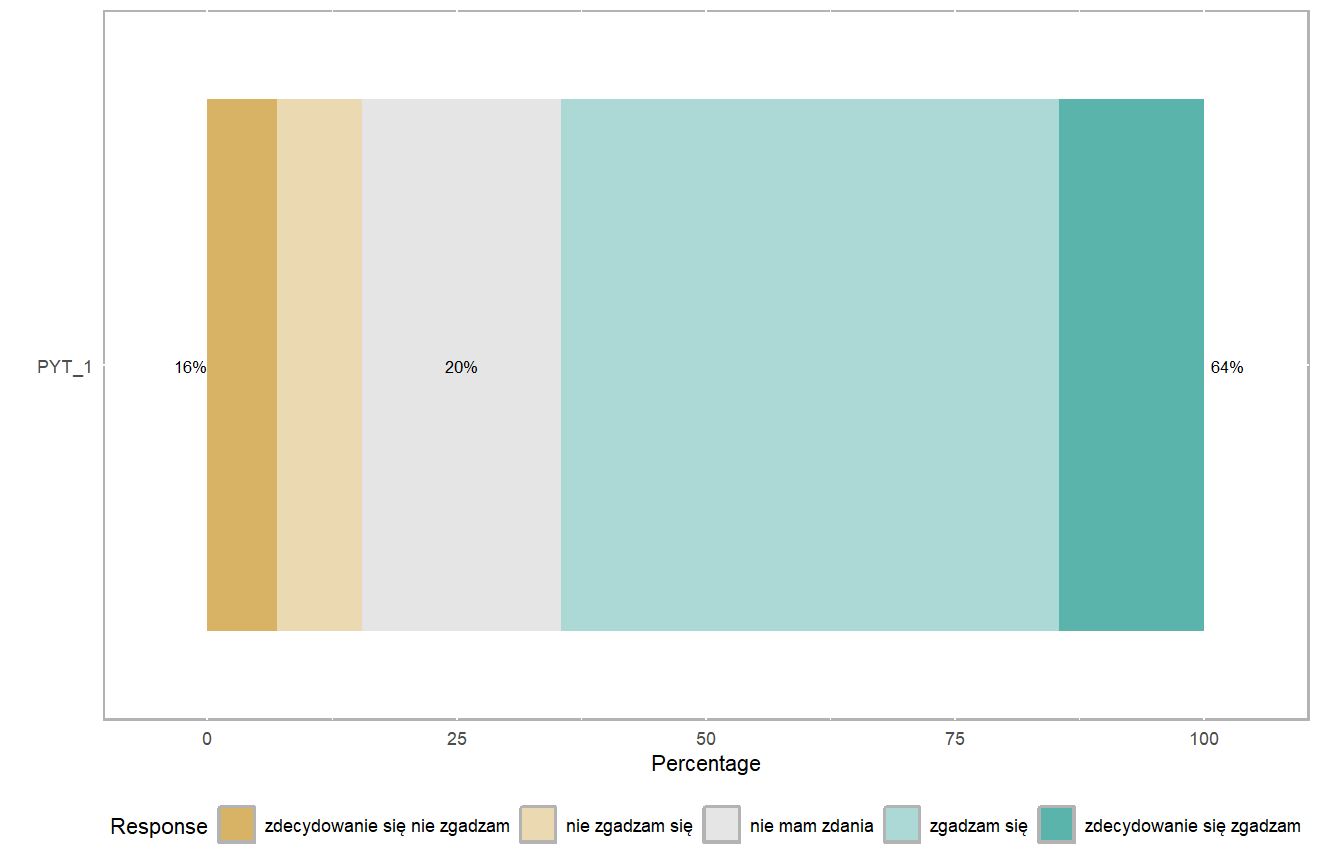 PYT_1
16% 20% 64%
0 25 50 75 100
Percentage
Response zdecydowanie się nie zgadzam nie zgadzam się nie mam zdania zgadzam się zdecydowanie się zgadzam